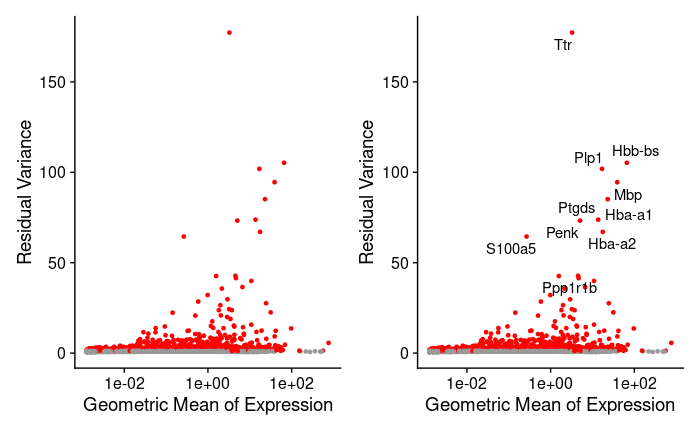 Residual Variance
150
100
50
0
1e-02
1e+00
1e+02
Geometric Mean of Expression
Residual Variance
150
100
50
0
Ttr
Hbb-bs
Plp1
Mbp
Ptgds
Hba-a1
Penk
Hba-a2
S100a5
Ppp1r1b
1e-02
1e+00
1e+02
Geometric Mean of Expression